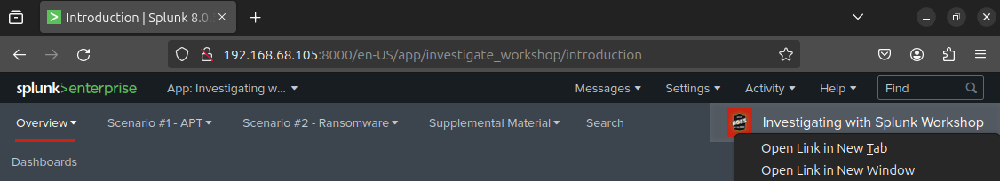 Introduction | Splunk 8.0.
192.168.68.105:8000/en-US/app/investigate_workshop/introduction
splunk>enterprise App: Investigating w... Messages Settings Activity Help Find
Overview Scenario #1 - APT Scenario #2 - Ransomware Supplemental Material Search Investigating with Splunk Workshop
Open Link in New Tab
Dashboards Open Link in New Window